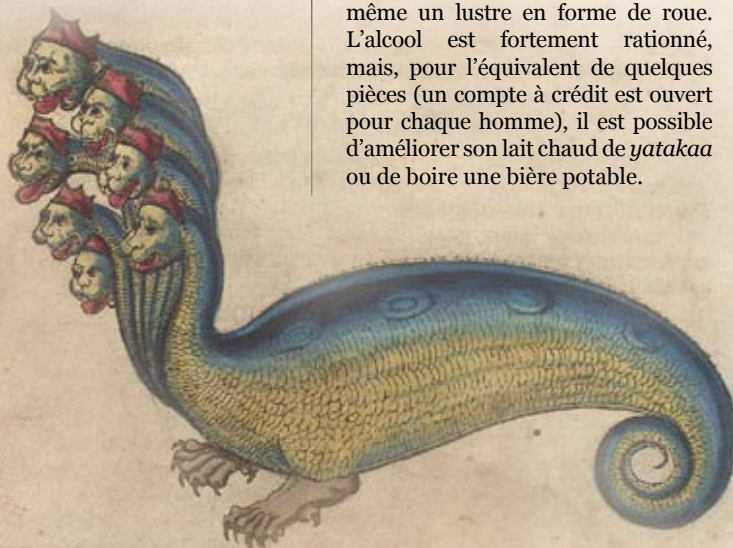 même un lustre en forme de roue.
L’alcool est fortement rationné,
mais, pour l’équivalent de quelques
pièces (un compte à crédit est ouvert
pour chaque homme), il est possible
d’améliorer son lait chaud de yatakaa
ou de boire une bière potable.